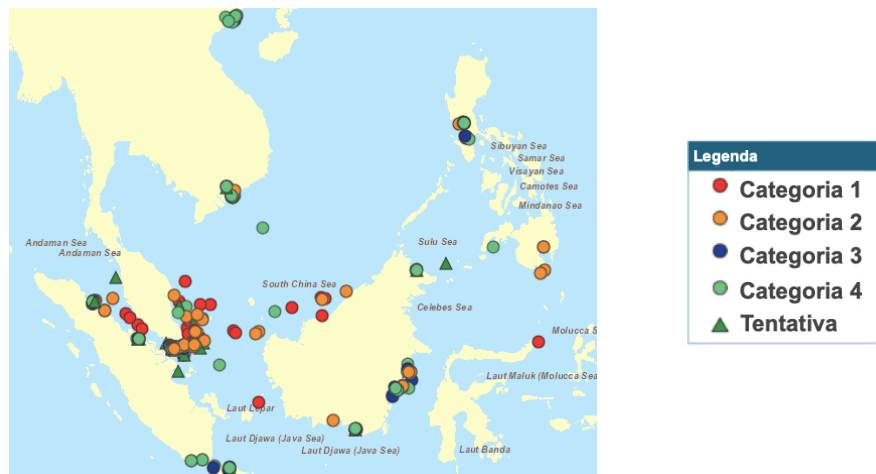 Sibuyan Sea
Samar Sea
Visayan Sea
Camotes Sea
Mindanao Sea
Andaman Sea
Andaman Sea
Sulu Sea
South China Sea
Celebes Sea
Molucca S
Laut Maluk (Molucca Sea
Laut Lepar
Laut Djawa (Java Sea)
Laut Djawa (Java Sea)
Laut Banda
Legenda
Categoria 1
Categoria 2
Categoria 3
Categoria 4
Tentativa